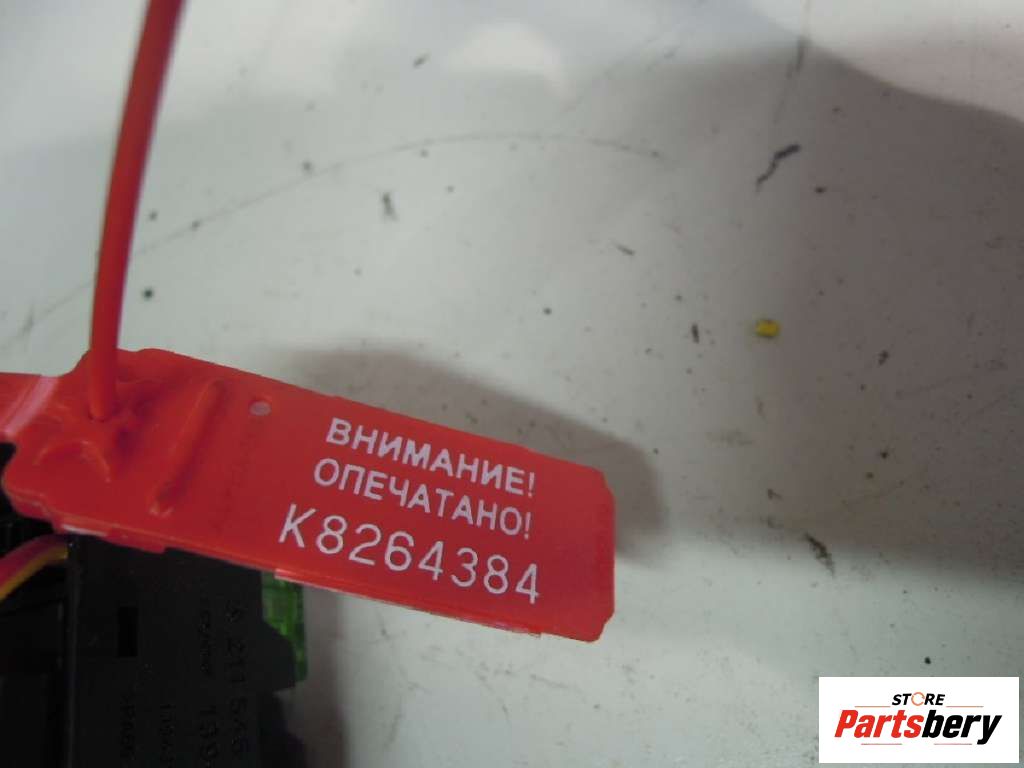 ВНИМАНИЕ!
ОПЕЧАТАНО!
K8264384
STORE
Partsbery